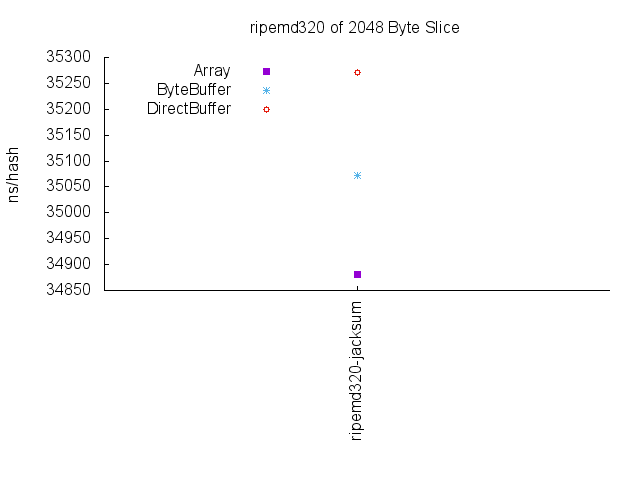 ripemd320 of 2048 Byte Slice
35300
35250
35200
35150
35100
35050
35000
34950
34900
34850
ns/hash
Array
ByteBuffer
DirectBuffer
ripemd320-jacksum